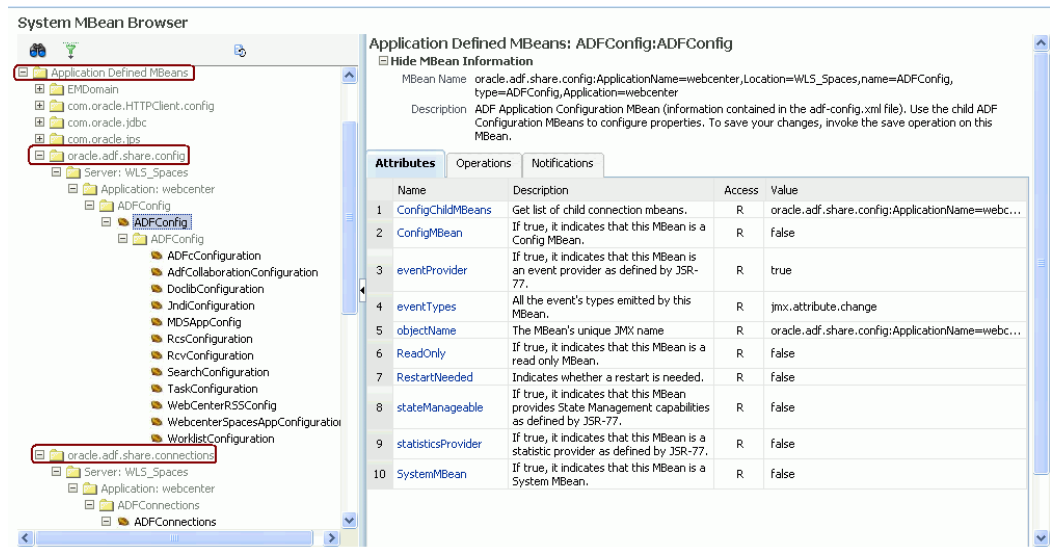 System MBean Browser
Application Defined MBeans
EMDomain
com.oracle.HTTPClient.config
com.oracle.jdbc
com.oracle.jps
oracle.adf.share.config
Server: WLS_Spaces
Application: webcenter
ADFConfig
ADFConfig
ADFConfig
ADFcConfiguration
AdfCollaborationConfiguration
DoclibConfiguration
JndiConfiguration
MDSAppConfig
RcsConfiguration
RcvConfiguration
SearchConfiguration
TaskConfiguration
WebCenterRSSConfig
WebcenterSpacesAppConfiguration
WorklistConfiguration
oracle.adf.share.connections
Server: WLS_Spaces
Application: webcenter
ADFConnections
ADFConnections
Application Defined MBeans: ADFConfig:ADFConfig
Hide MBean Information
MBean Name oracle.adf.share.config:ApplicationName=webcenter,Location=WLS_Spaces,name=ADFConfig,
type=ADFConfig,Application=webcenter
Description ADF Application Configuration MBean (information contained in the adf-config.xml file). Use the child ADF
Configuration MBeans to configure properties. To save your changes, invoke the save operation on this
MBean.
Attributes Operations Notifications
Name Description Access Value
1 ConfigChildMBeans Get list of child connection mbeans. R oracle.adf.share.config:ApplicationName=webc...
2 ConfigMBean If true, it indicates that this MBean is a Config MBean. R false
3 eventProvider If true, it indicates that this MBean is an event provider as defined by JSR-77. R true
4 eventTypes All the event's types emitted by this MBean. R jmx.attribute.change
5 objectName The MBean's unique JMX name R oracle.adf.share.config:ApplicationName=webc...
6 ReadOnly If true, it indicates that this MBean is a read only MBean. R false
7 RestartNeeded Indicates whether a restart is needed. R false
8 stateManageable If true, it indicates that this MBean provides State Management capabilities as defined by JSR-77. R false
9 statisticsProvider If true, it indicates that this MBean is a statistic provider as defined by JSR-77. R false
10 SystemMBean If true, it indicates that this MBean is a System MBean. R false